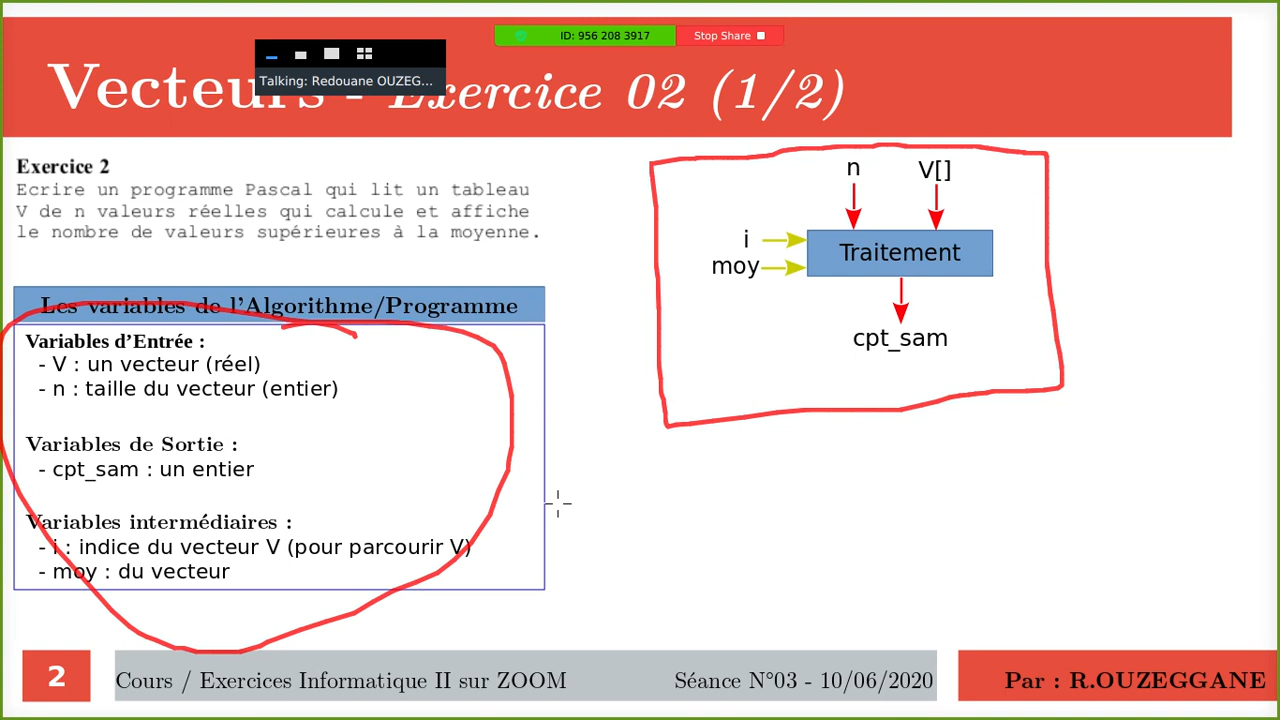 ID: 956 208 3917
Stop Share
Talking: Redouane OUZEG...
Vecteurs - Exercice 02 (1/2)
Exercice 2
Ecrire un programme Pascal qui lit un tableau
V de n valeurs réelles qui calcule et affiche
le nombre de valeurs supérieures à la moyenne.
Les variables de l'Algorithme/Programme
Variables d'Entrée :
- V : un vecteur (réel)
- n : taille du vecteur (entier)
Variables de Sortie :
- cpt_sam : un entier
Variables intermédiaires :
- i : indice du vecteur V (pour parcourir V)
- moy : du vecteur
n V[]
i
moy
Traitement
cpt_sam
2
Cours / Exercices Informatique II sur ZOOM
Séance N°03 - 10/06/2020
Par : R.OUZEGGANE